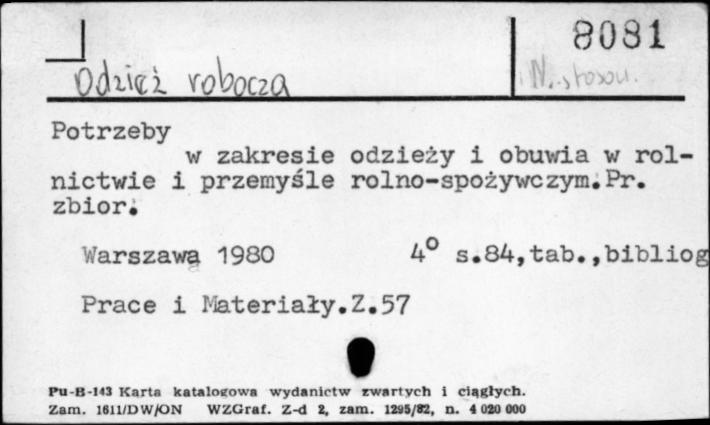 8081
Odzież robocza
Potrzeby
w zakresie odzieży i obuwia w rol-
nictwie i przemyśle rolno-spożywczym.Pr.
zbior.
Warszawa 1980 4° s.84,tab.,bibliog
Prace i Materiały.Z.57
Pu-B-143 Karta katalogowa wydanictw zwartych i ciągłych.
Zam. 1611/DW/ON WZGraf. Z-d 2, zam. 1295/82, n. 4 020 000